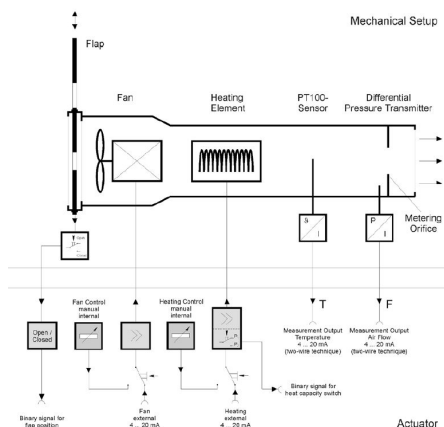 Mechanical Setup
Flap
Fan
Heating
Element
PT100-
Sensor
Differential
Pressure Transmitter
Metering
Orifice
Open
Close
P
I
I
T
F
Fan Control
manual
internal
Heating Control
manual
internal
Open /
Closed
Measurement Output
Temperature
4 ... 20 mA
(two-wire technique)
Measurement Output
Air Flow
4 ... 20 mA
(two-wire technique)
Binary signal for
heat capacity switch
Binary signal for
Fan
external
4 ... 20 mA
Heating
external
4 ... 20 mA
Actuator